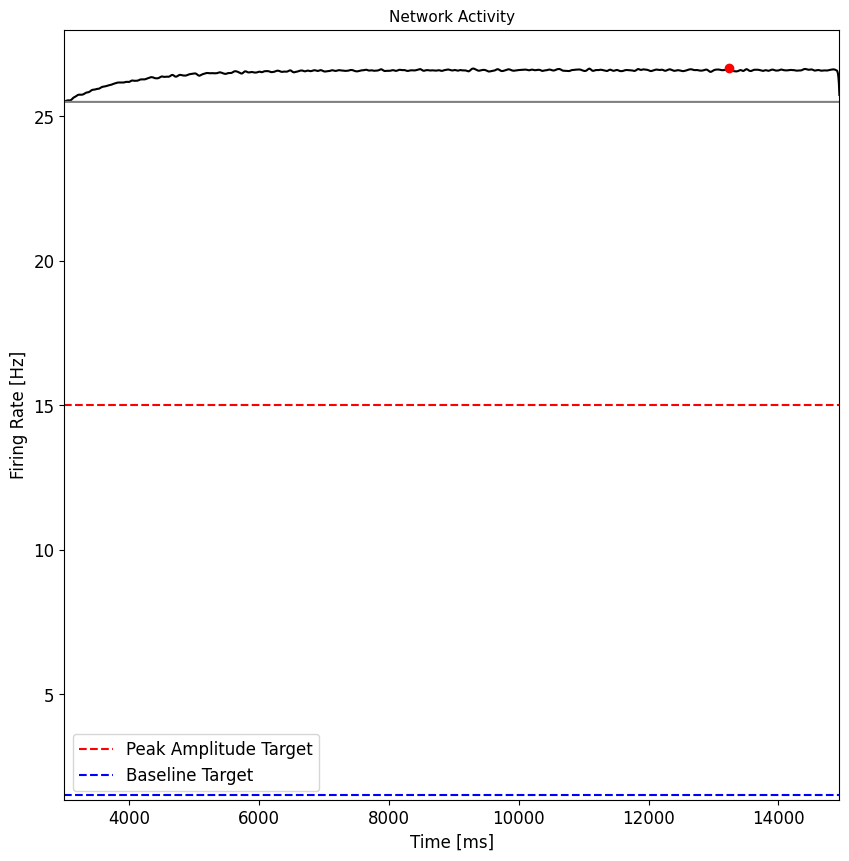 Network Activity
25
20
15
10
5
Firing Rate [Hz]
Peak Amplitude Target
Baseline Target
4000 6000 8000 10000 12000 14000
Time [ms]